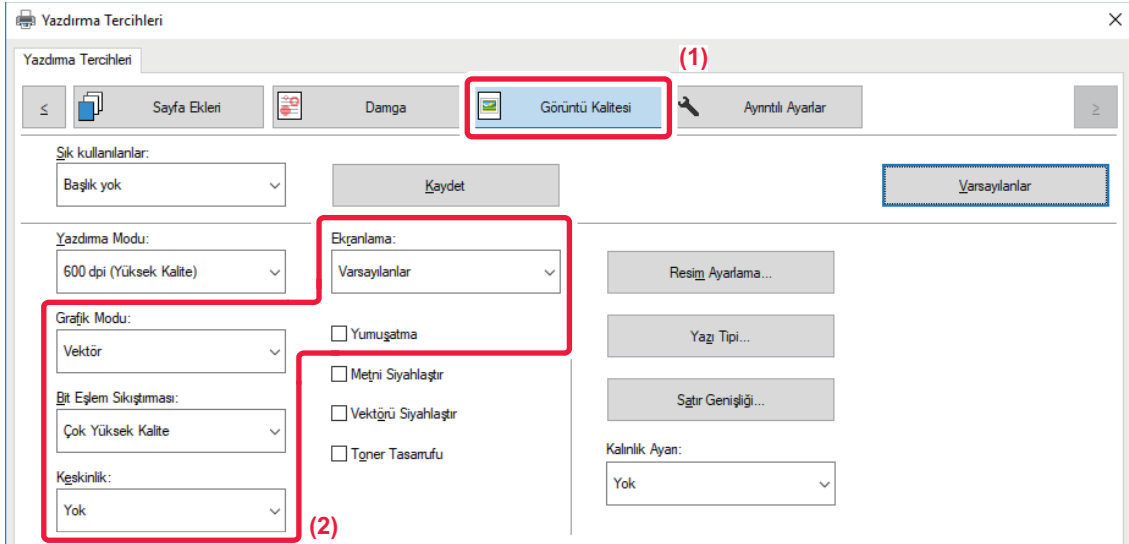 Yazdırma Tercihleri
Yazdırma Tercihleri
(1)
≤
Sayfa Ekleri
Damga
Görüntü Kalitesi
Ayrıntılı Ayarlar
≥
Sık kullanılanlar:
Başlık yok
Kaydet
Varsayılanlar
Yazdırma Modu:
600 dpi (Yüksek Kalite)
Ekranlama:
Varsayılanlar
Resim Ayarlama...
Grafik Modu:
Vektör
Yumuşatma
Yazı Tipi...
Metni Siyahlaştır
Bit Eşlem Sıkıştırması:
Çok Yüksek Kalite
Vektörü Siyahlaştır
Satır Genişliği...
Toner Tasarrufu
Kalınlık Ayarı:
Yok
Keskinlik:
Yok
(2)